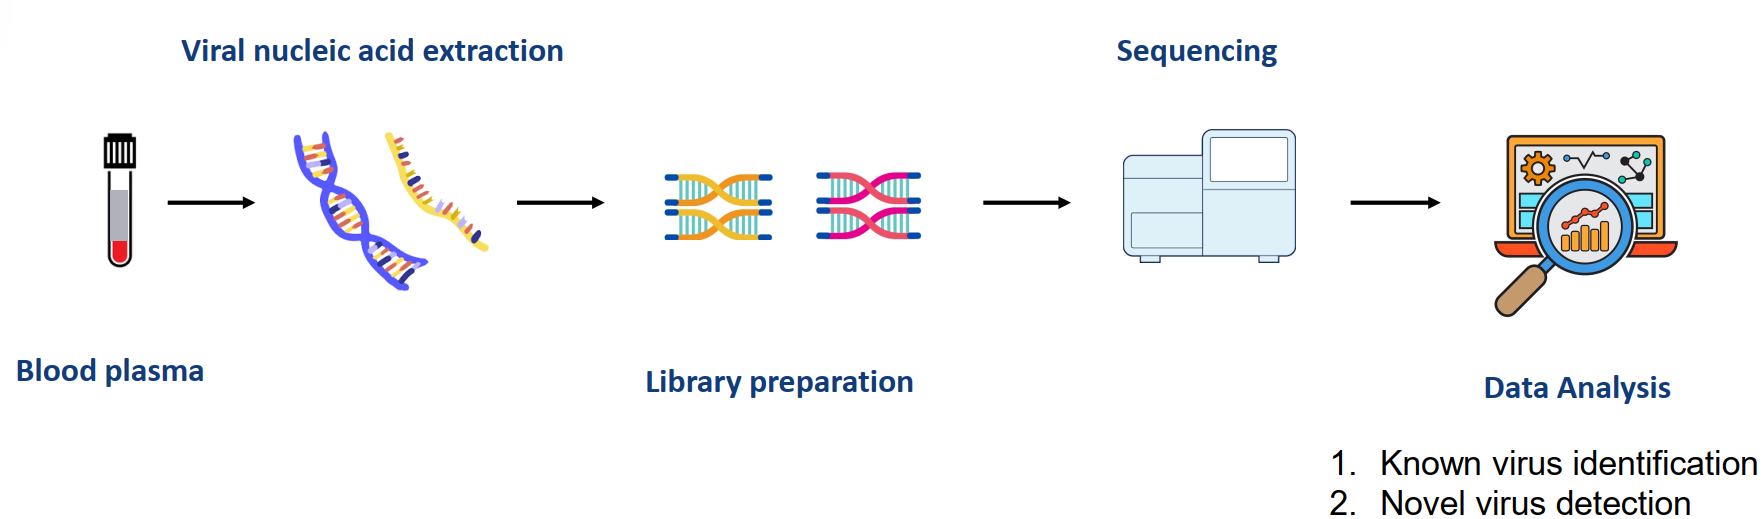 Viral nucleic acid extraction
Sequencing
Blood plasma
Library preparation
Data Analysis
1. Known virus identification
2. Novel virus detection